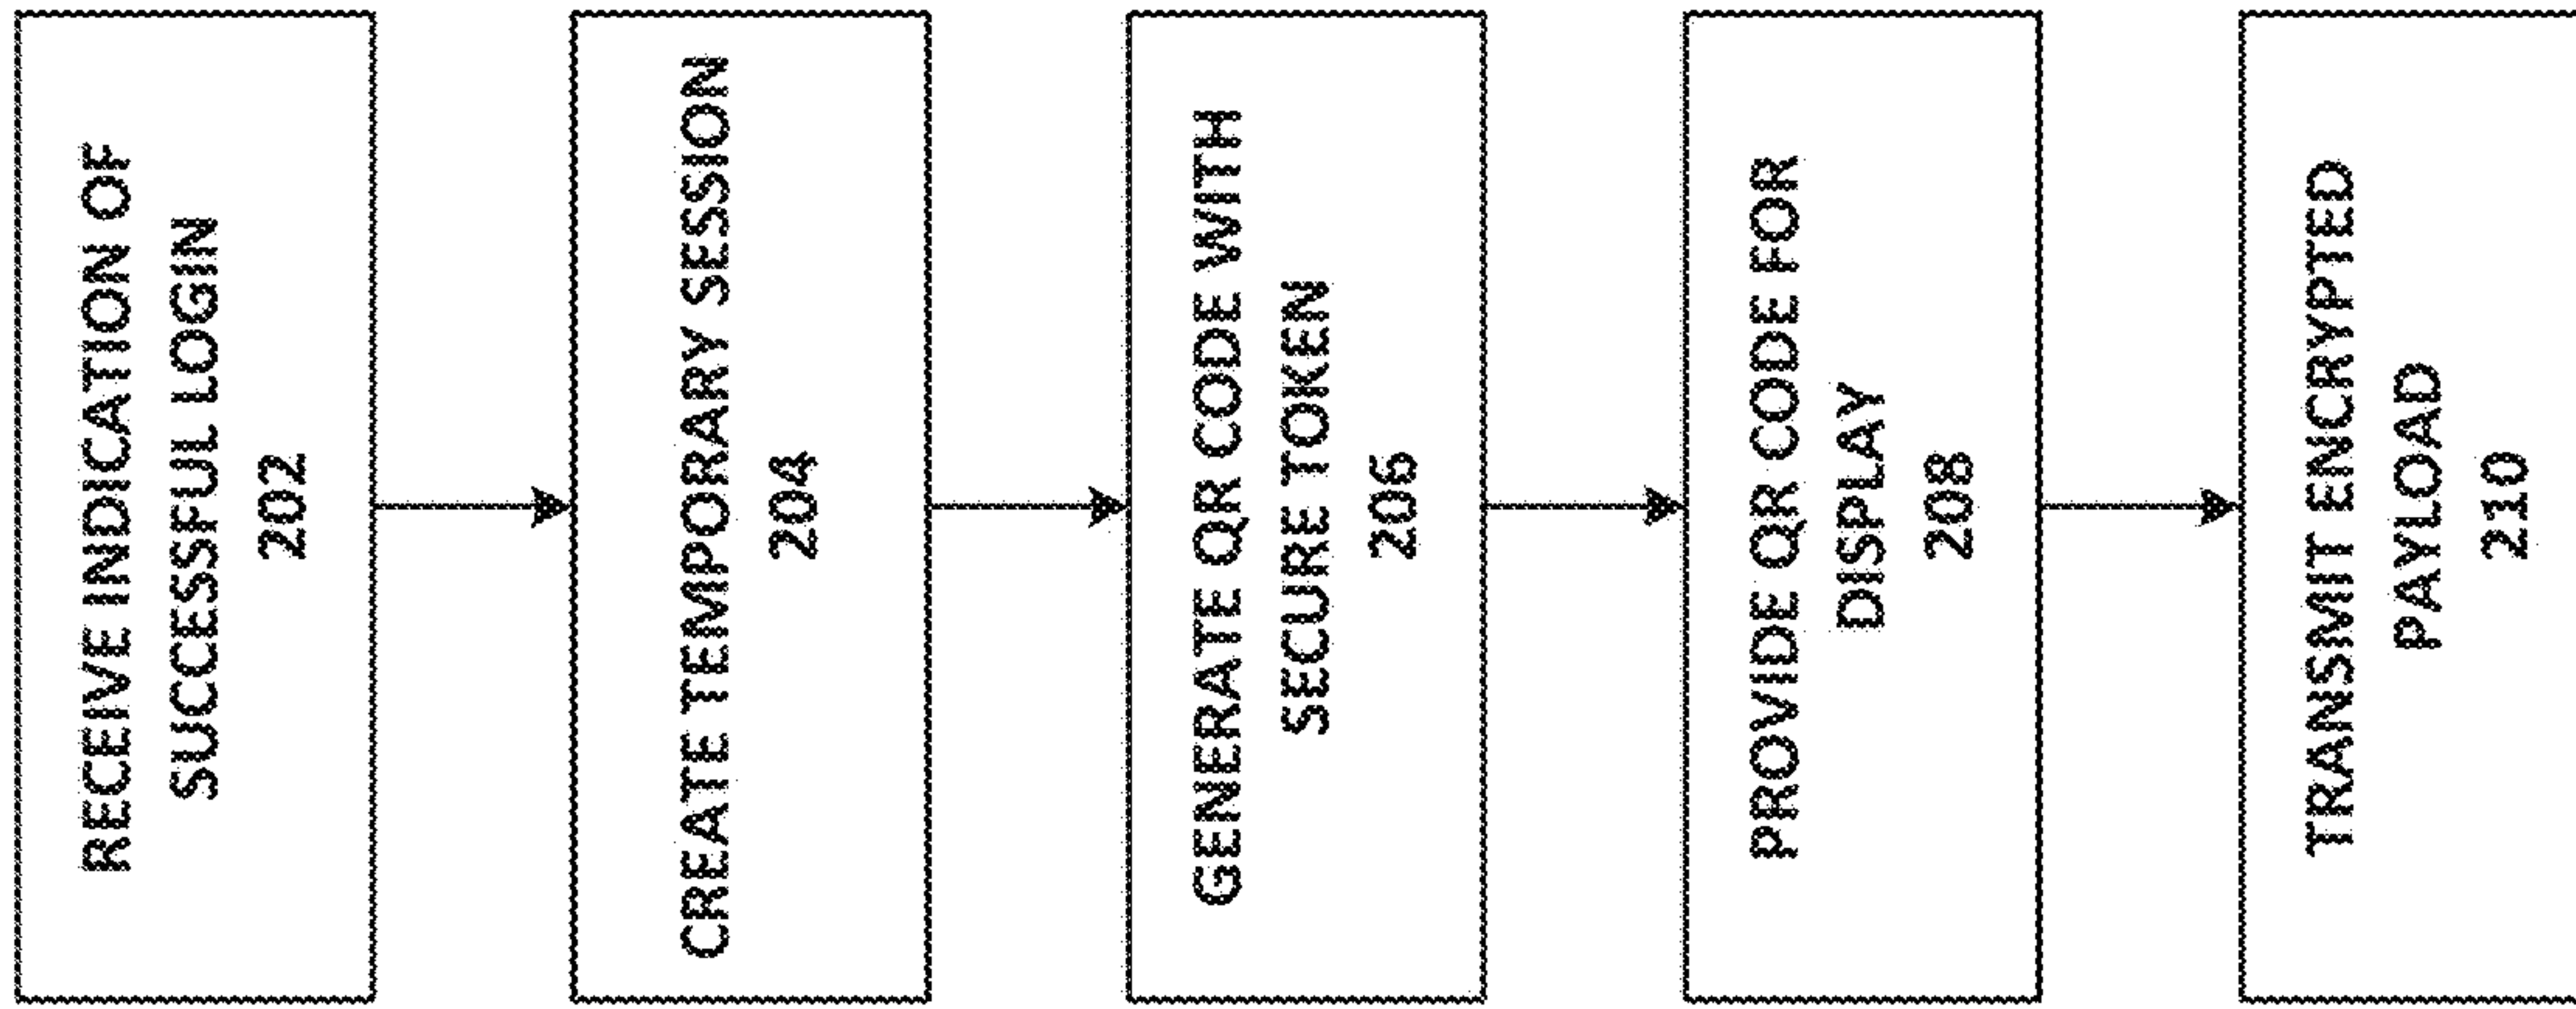 RECEIVE INDICATION OF
SUCCESSFUL LOGIN
202
CREATE TEMPORARY SESSION
204
GENERATE QR CODE WITH
SECURE TOKEN
206
PROVIDE QR CODE FOR
DISPLAY
208
TRANSMIT ENCRYPTED
PAYLOAD
210